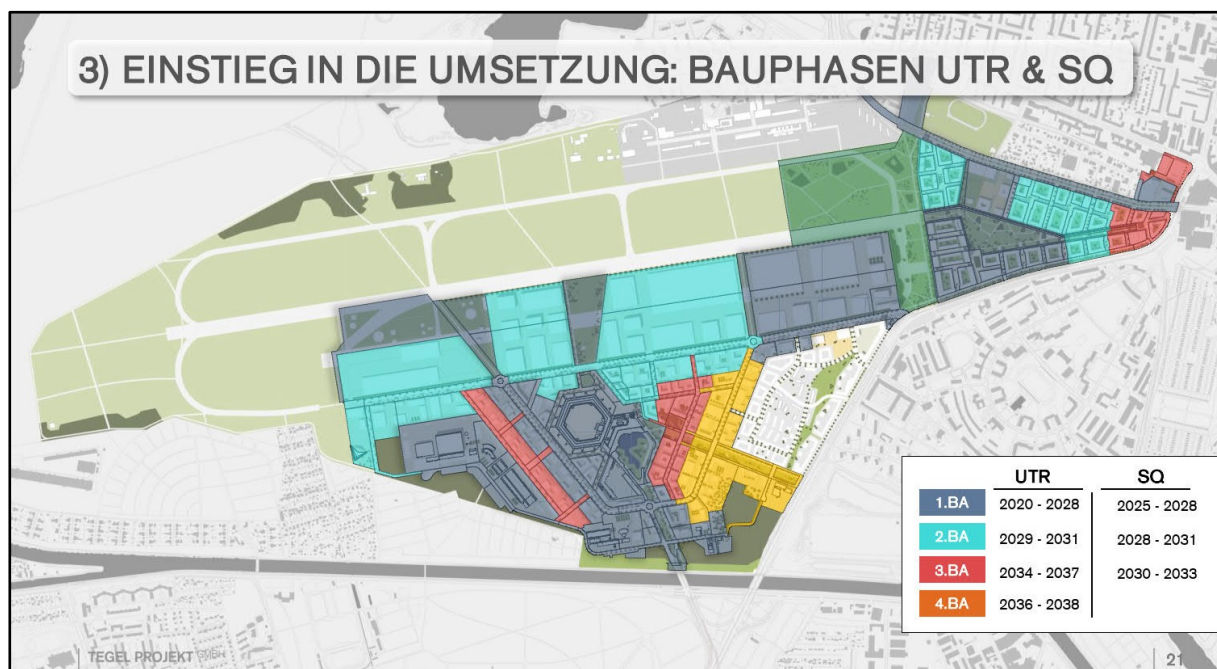 3) EINSTIEG IN DIE UMSETZUNG: BAUPHASEN UTR & SQ
UTR SQ
1.BA 2020 - 2028 2025 - 2028
2.BA 2029 - 2031 2028 - 2031
3.BA 2034 - 2037 2030 - 2033
4.BA 2036 - 2038
| TEGEL PROJEKT GMBH
| 21